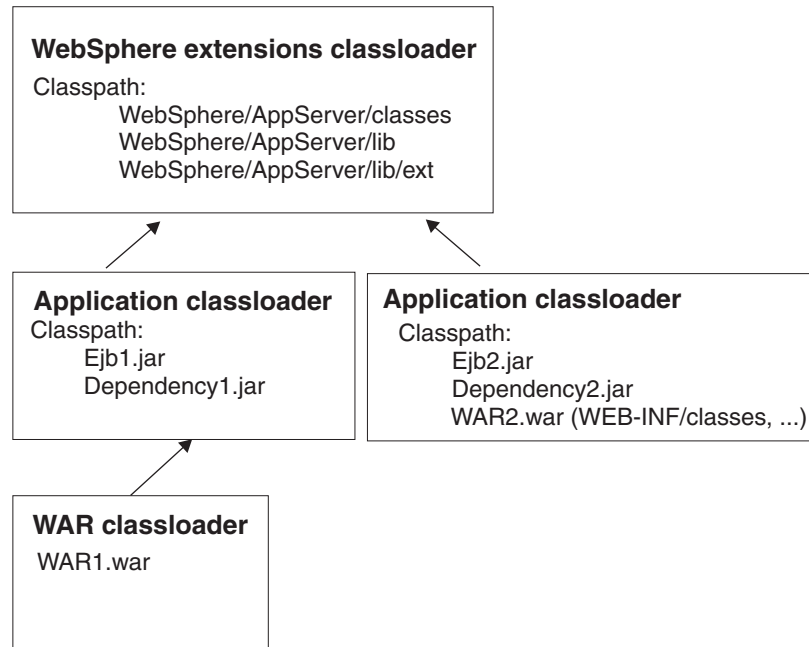 WebSphere extensions classloader
Classpath:
WebSphere/AppServer/classes
WebSphere/AppServer/lib
WebSphere/AppServer/lib/ext
Application classloader
Classpath:
Ejb1.jar
Dependency1.jar
Application classloader
Classpath:
Ejb2.jar
Dependency2.jar
WAR2.war (WEB-INF/classes, ...)
WAR classloader
WAR1.war